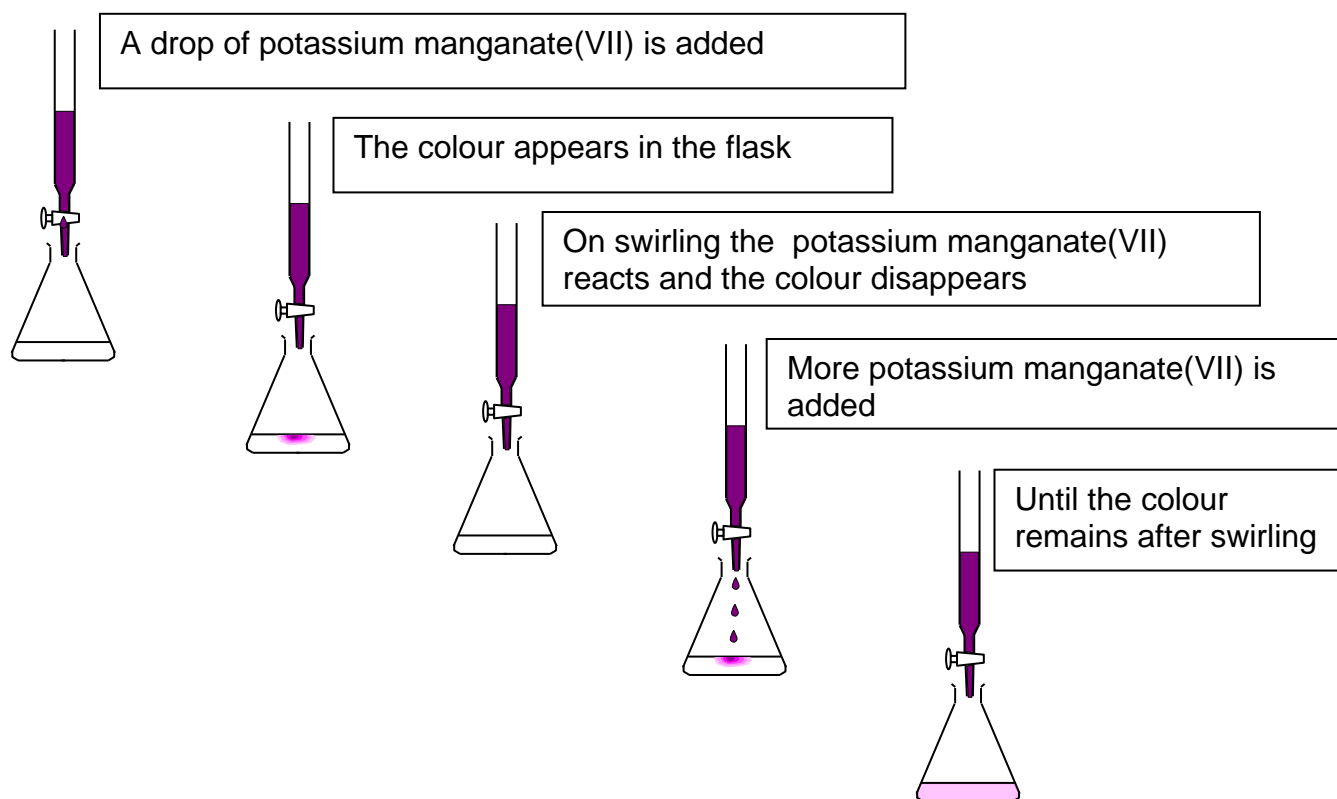 A drop of potassium manganate(VII) is added
The colour appears in the flask
On swirling the  potassium manganate(VII)
reacts and the colour disappears
More potassium manganate(VII) is
added
Until the colour
remains after swirling